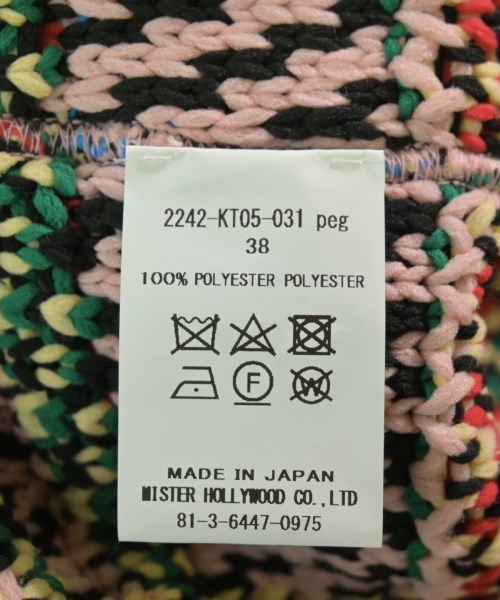 2242-KT05-031 peg
38
100% POLYESTER POLYESTER
F
W
MADE IN JAPAN
MISTER HOLLYWOOD CO.,LTD
81-3-6447-0975